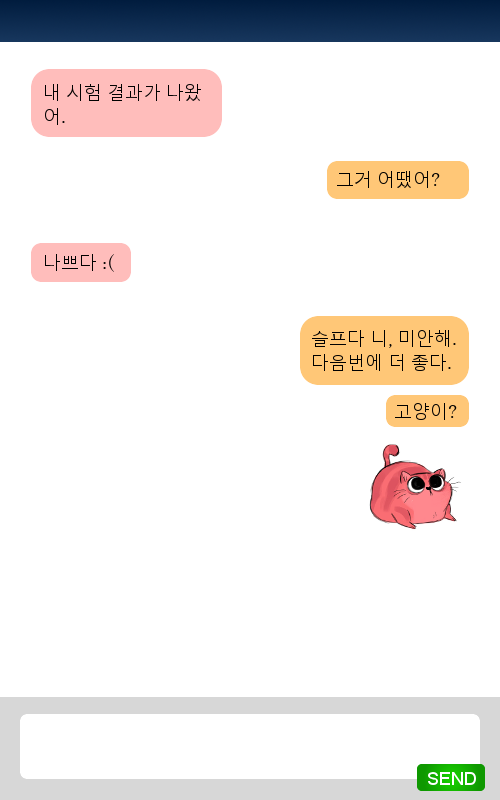 내 시험 결과가 나왔
어.
그거 어땠어?
나쁘다 :(
슬프다 니, 미안해.
다음번에 더 좋다.
고양이?
SEND